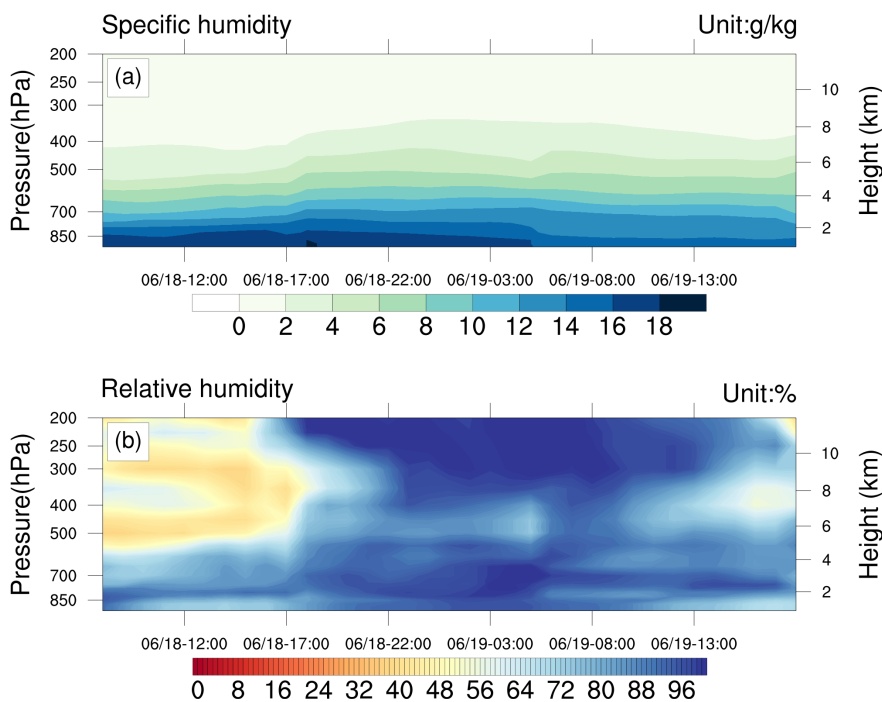 Specific humidity Unit:g/kg
(a)
Pressure(hPa)
200
250
300
400
500
700
850
Height (km)
10
8
6
4
2
06/18-12:00 06/18-17:00 06/18-22:00 06/19-03:00 06/19-08:00 06/19-13:00
0 2 4 6 8 10 12 14 16 18
Relative humidity Unit:%
(b)
Pressure(hPa)
200
250
300
400
500
700
850
Height (km)
10
8
6
4
2
06/18-12:00 06/18-17:00 06/18-22:00 06/19-03:00 06/19-08:00 06/19-13:00
0 8 16 24 32 40 48 56 64 72 80 88 96